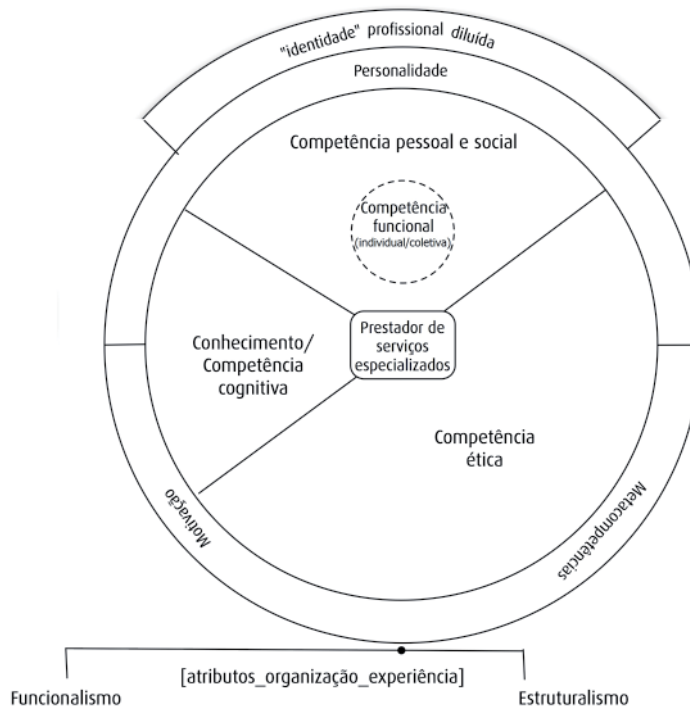 "identidade" profissional diluída
Personalidade
Competência pessoal e social
Competência
funcional
(individual/coletiva)
Prestador de
serviços
especializados
Conhecimento/
Competência
cognitiva
Competência
ética
Motivação
Metacompetências
[atributos_organização_experiência]
Funcionalismo
Estruturalismo